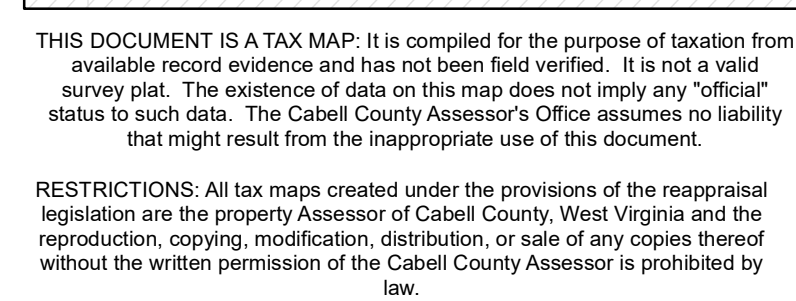 THIS DOCUMENT IS A TAX MAP: It is compiled for the purpose of taxation from
available record evidence and has not been field verified. It is not a valid
survey plat. The existence of data on this map does not imply any "official"
status to such data. The Cabell County Assessor's Office assumes no liability
that might result from the inappropriate use of this document.
RESTRICTIONS: All tax maps created under the provisions of the reappraisal
legislation are the property Assessor of Cabell County, West Virginia and the
reproduction, copying, modification, distribution, or sale of any copies thereof
without the written permission of the Cabell County Assessor is prohibited by
law.